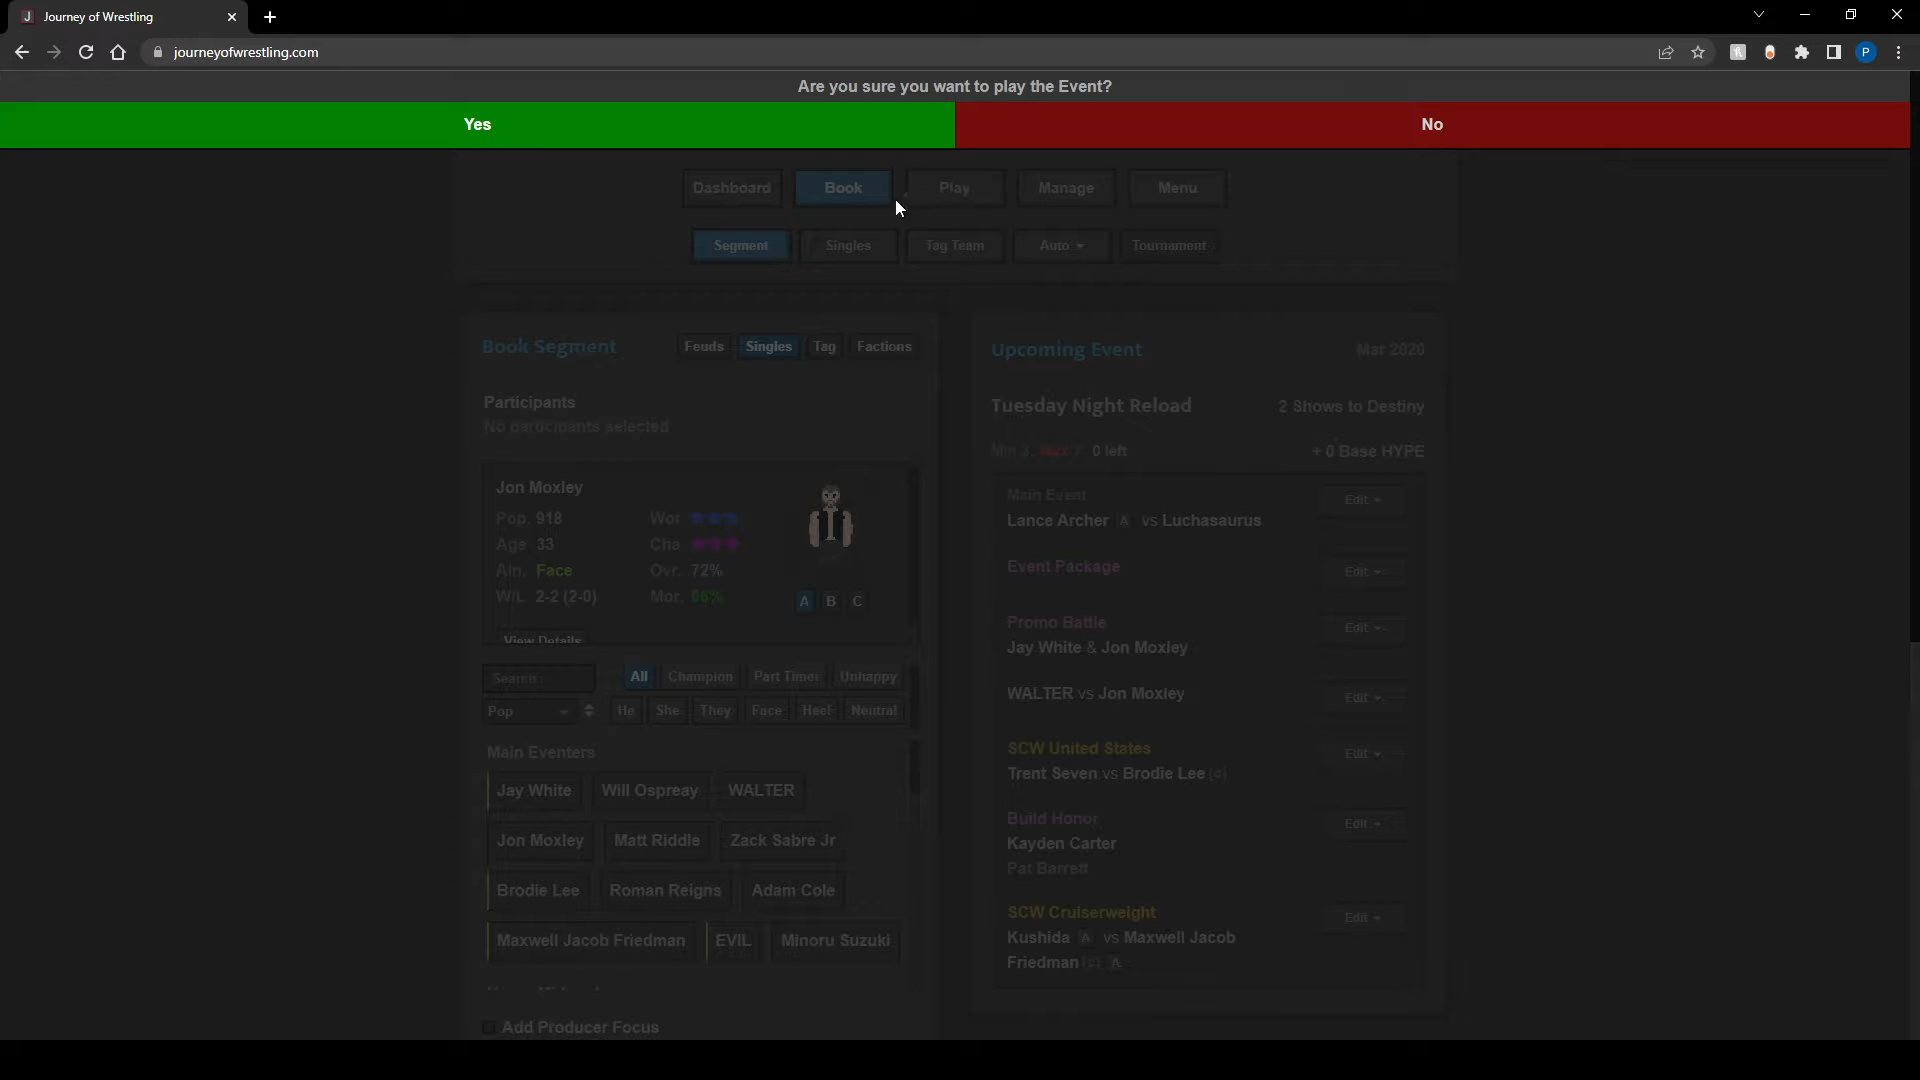 Journey of Wrestling
journeyofwrestling.com
P
Are you sure you want to play the Event?
Yes No
Dashboard Book Play Manage Menu
Segment Singles Tag Team Auto Tournament
Book Segment Feuds Singles Tag Factions
Participants
No participants selected
Jon Moxley
Pop. 918 Wor.
Age 33 Cha.
Aln. Face Ovr. 72%
W/L 2-2 (2-0) Mor. 86%
A B C
View Details
Search All Champion Part Timer Unhappy
Pop He She They Face Heel Neutral
Main Eventers
Jay White Will Ospreay WALTER
Jon Moxley Matt Riddle Zack Sabre Jr
Brodie Lee Roman Reigns Adam Cole
Maxwell Jacob Friedman EVIL Minoru Suzuki
Add Producer Focus
Upcoming Event Mar 2020
Tuesday Night Reload 2 Shows to Destiny
Min 3. Max 7. 0 left + 0 Base HYPE
Main Event Edit
Lance Archer A vs Luchasaurus
Event Package Edit
Promo Battle Edit
Jay White & Jon Moxley
WALTER vs Jon Moxley Edit
SCW United States Edit
Trent Seven vs Brodie Lee (c)
Build Honor Edit
Kayden Carter
Pat Barrett
SCW Cruiserweight Edit
Kushida A vs Maxwell Jacob
Friedman (c) A